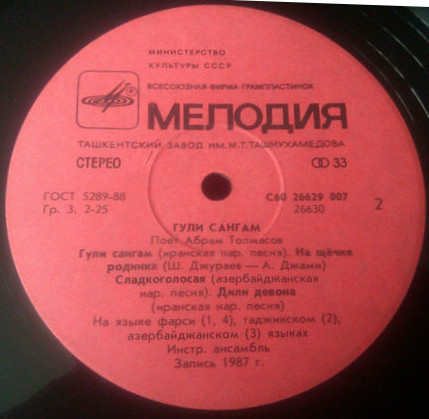 МИНИСТЕРСТВО
КУЛЬТУРЫ СССР
ВСЕСОЮЗНАЯ ФИРМА ГРАМПЛАСТИНОК
МЕЛОДИЯ
ТАШКЕНТСКИЙ ЗАВОД ИМ. М.Т. ТАШМУХАМЕДОВА
СТЕРЕО 33
ГОСТ 5289-88 С60 26629 007
Гр. 3. 2-25 26630 2
ГУЛИ САНГАМ
Поет Абрам Толмасов
Гули сангам (иранская нар. песня). На щёчке
родинка (Ш. Джураев — А. Джами)
Сладкоголосая (азербайджанская
нар. песня). Дили девона
(иранская нар. песня)
На языке фарси (1, 4), таджикском (2),
азербайджанском (3) языках
Инстр. ансамбль
Запись 1987 г.